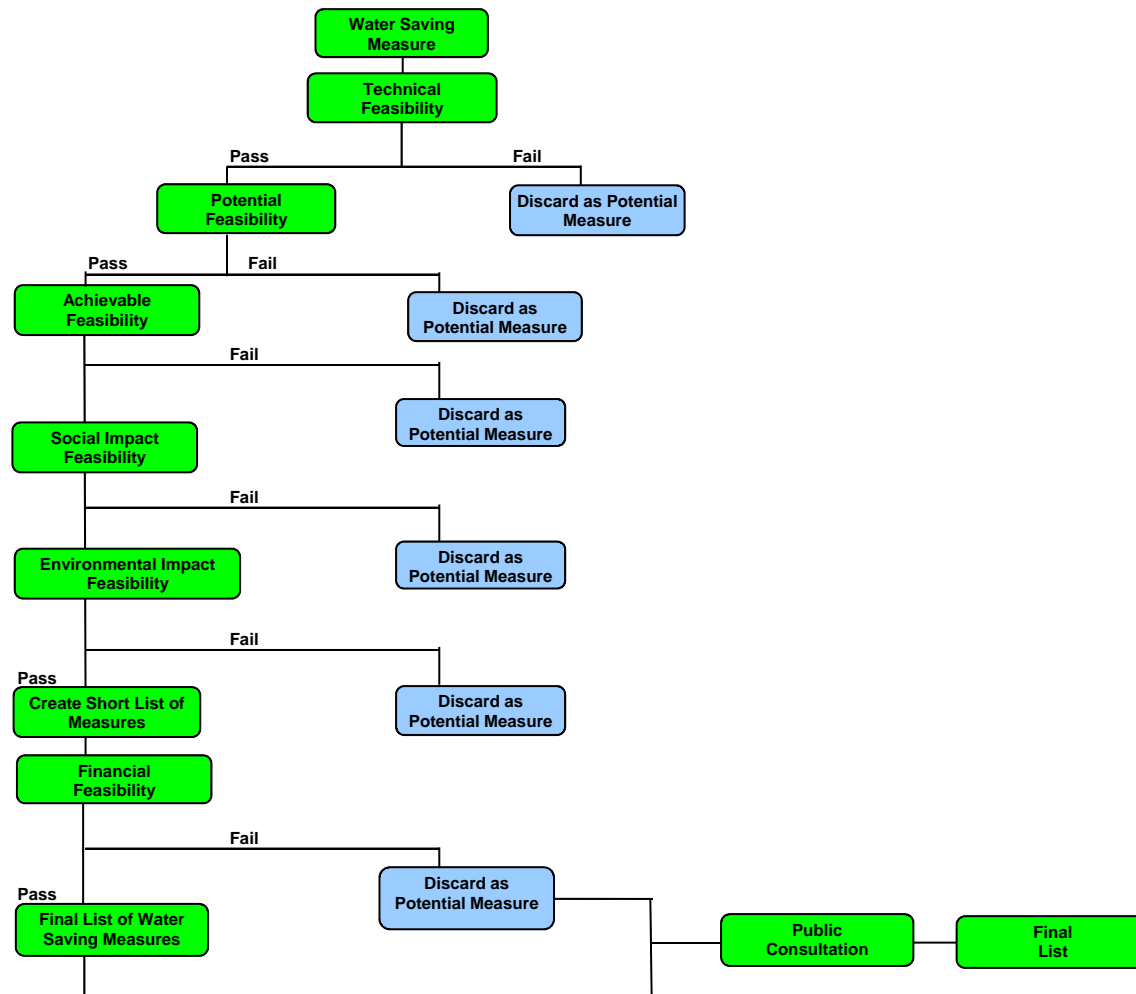 Water Saving
Measure
Technical
Feasibility
Pass
Fail
Potential
Feasibility
Discard as Potential
Measure
Pass
Fail
Achievable
Feasibility
Discard as
Potential Measure
Fail
Discard as
Potential Measure
Social Impact
Feasibility
Fail
Discard as
Potential Measure
Environmental Impact
Feasibility
Fail
Pass
Create Short List of
Measures
Discard as
Potential Measure
Financial
Feasibility
Fail
Pass
Discard as
Potential Measure
Final List of Water
Saving Measures
Public
Consultation
Final
List